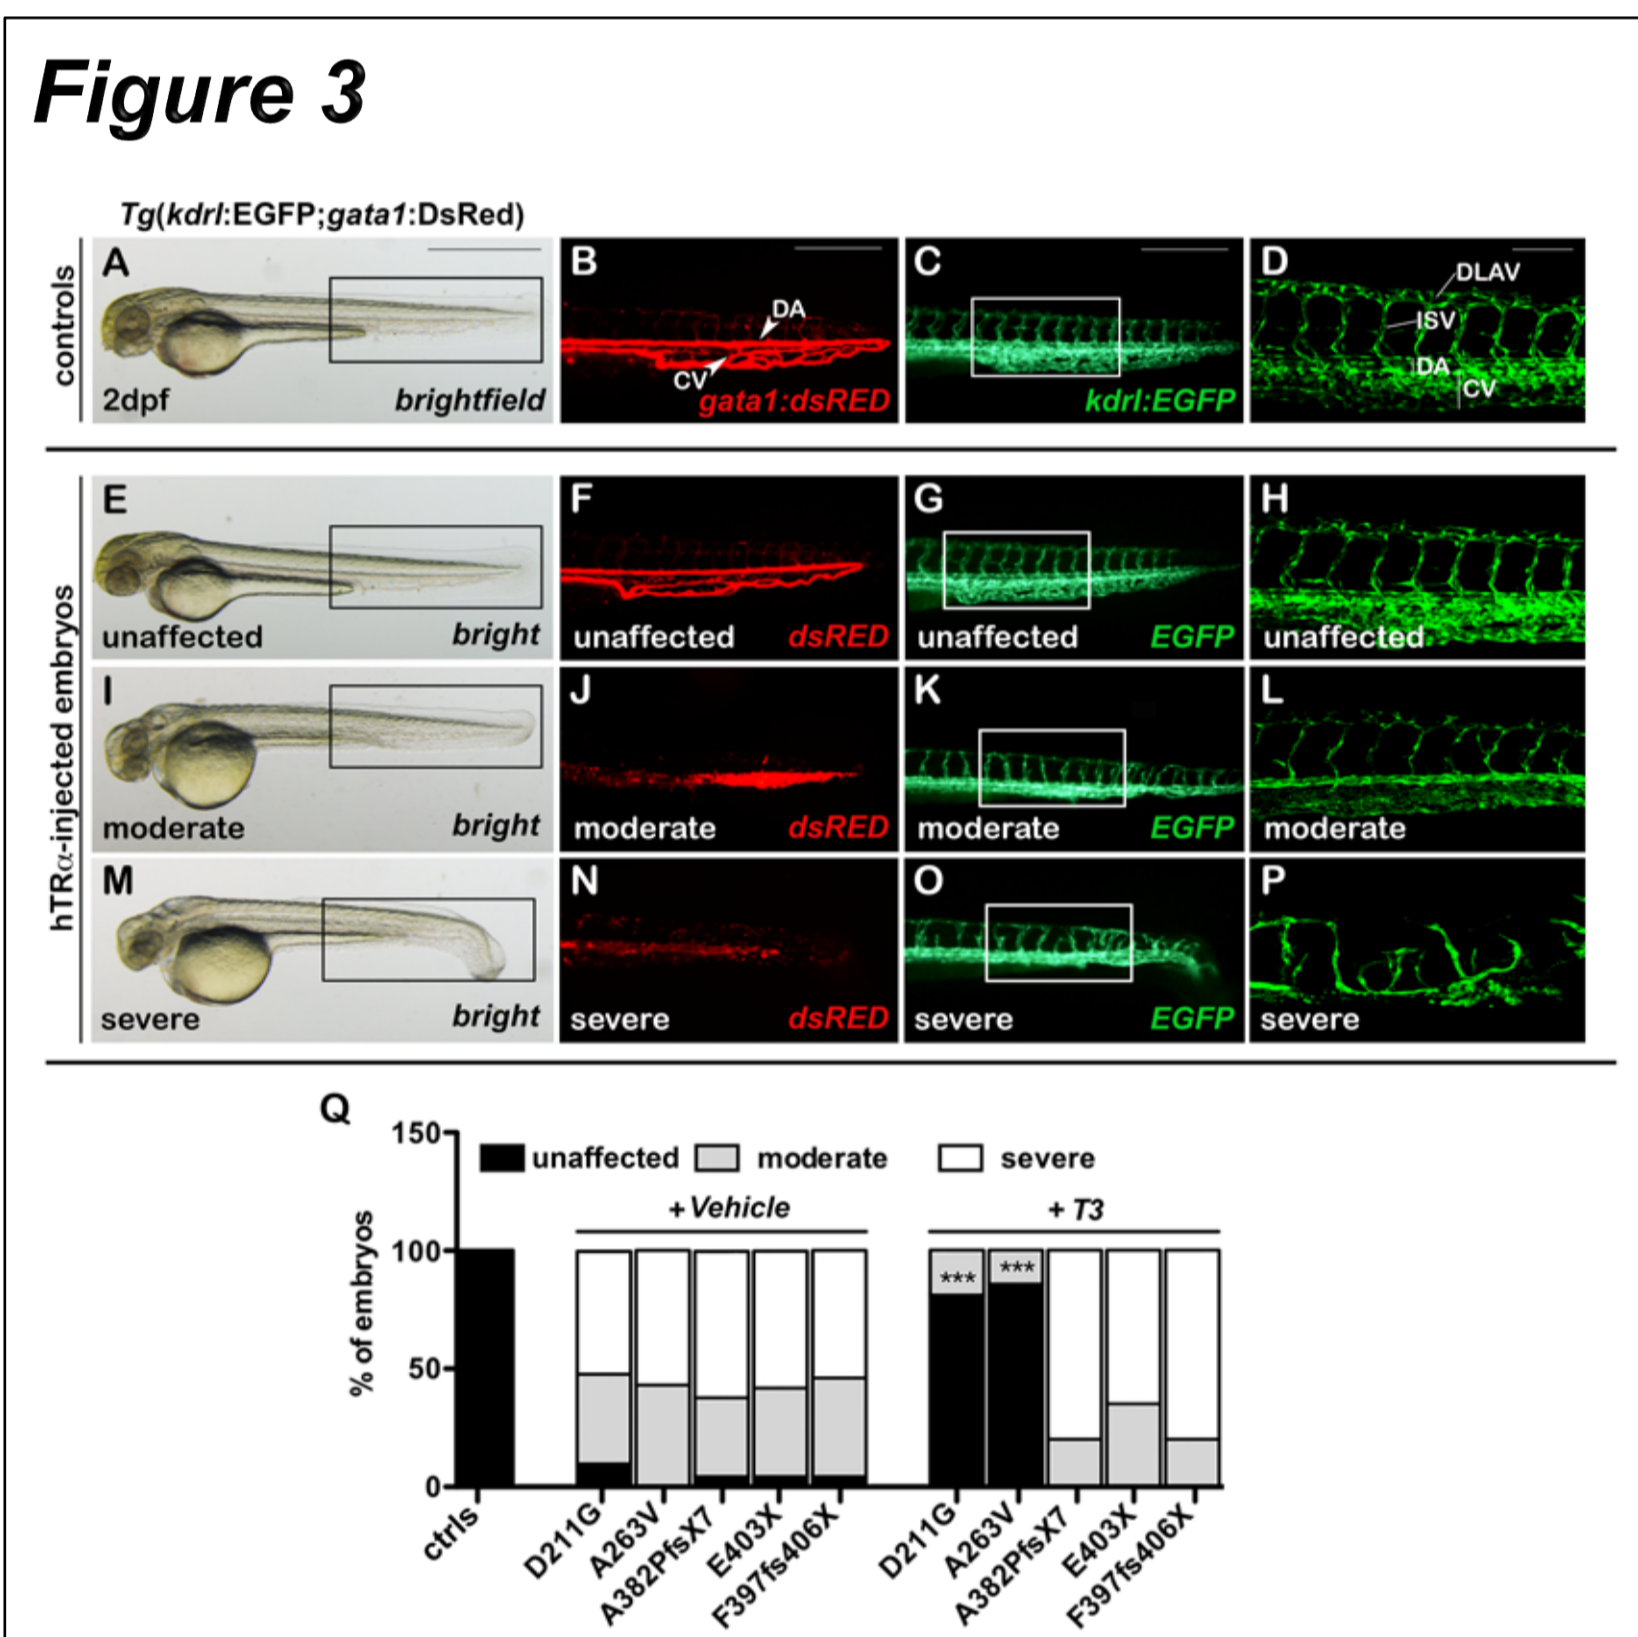 Figure 3
Tg(kdrl:EGFP;gata1:DsRed)
controls
A
2dpf
brightfield
B
DA
CV
gata1:dsRED
C
kdrl:EGFP
D
DLAV
ISV
DA
CV
hTRα-injected embryos
E
unaffected
bright
F
unaffected
dsRED
G
unaffected
EGFP
H
unaffected
I
moderate
bright
J
moderate
dsRED
K
moderate
EGFP
L
moderate
M
severe
bright
N
severe
dsRED
O
severe
EGFP
P
severe
Q
% of embryos
150
100
50
0
unaffected moderate severe
+ Vehicle
+ T3
***
***
ctrls
D211G
A263V
A382PfsX7
E403X
F397fs406X
D211G
A263V
A382PfsX7
E403X
F397fs406X